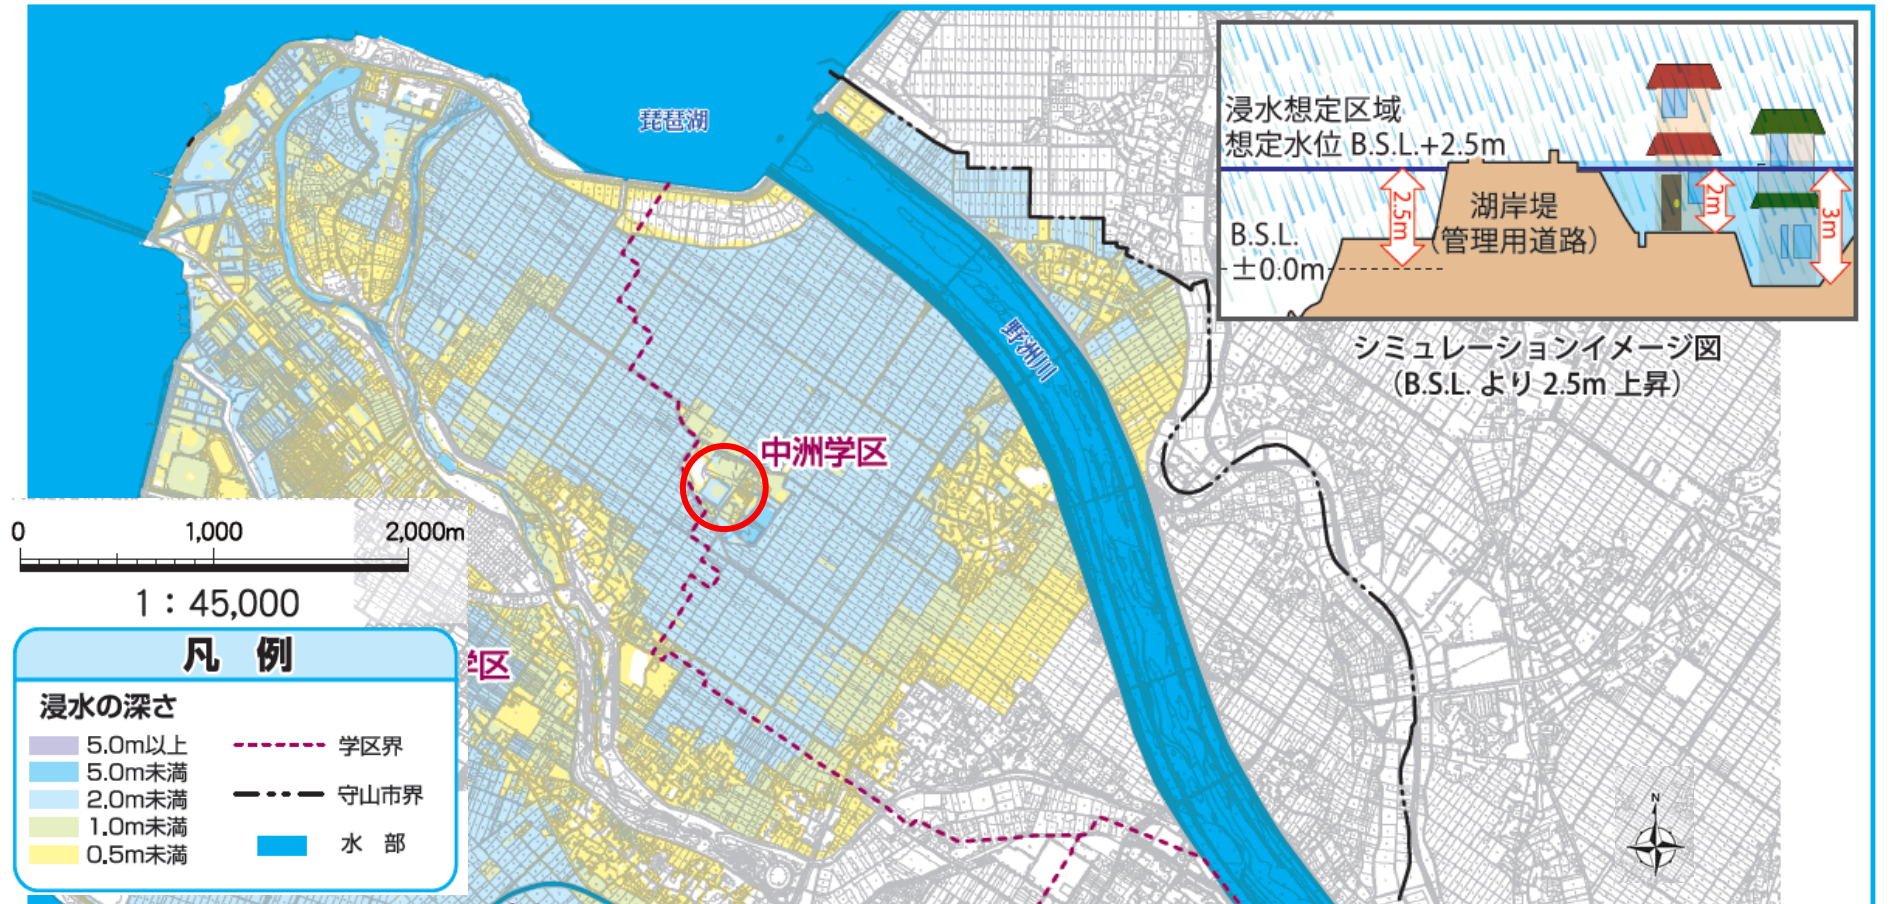 琵琶湖
浸水想定区域
想定水位 B.S.L.+2.5m
2.5m
湖岸堤
(管理用道路)
2m
3m
B.S.L.
±0.0m
シミュレーションイメージ図
(B.S.L. より 2.5m 上昇)
野洲川
中洲学区
0 1,000 2,000m
1：45,000
学区
凡 例
浸水の深さ
5.0m以上
5.0m未満
2.0m未満
1.0m未満
0.5m未満
学区界
守山市界
水 部
N